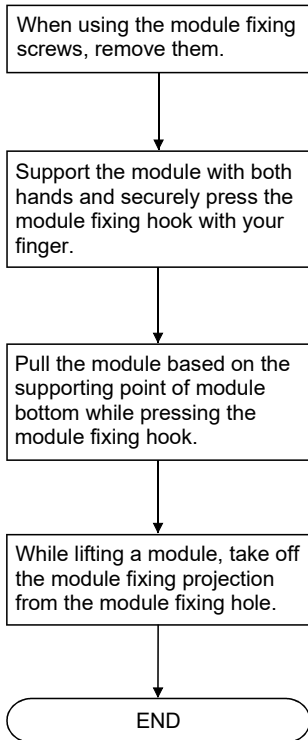 When using the module fixing
screws, remove them.
Support the module with both
hands and securely press the
module fixing hook with your
finger.
Pull the module based on the
supporting point of module
bottom while pressing the
module fixing hook.
While lifting a module, take off
the module fixing projection
from the module fixing hole.
END